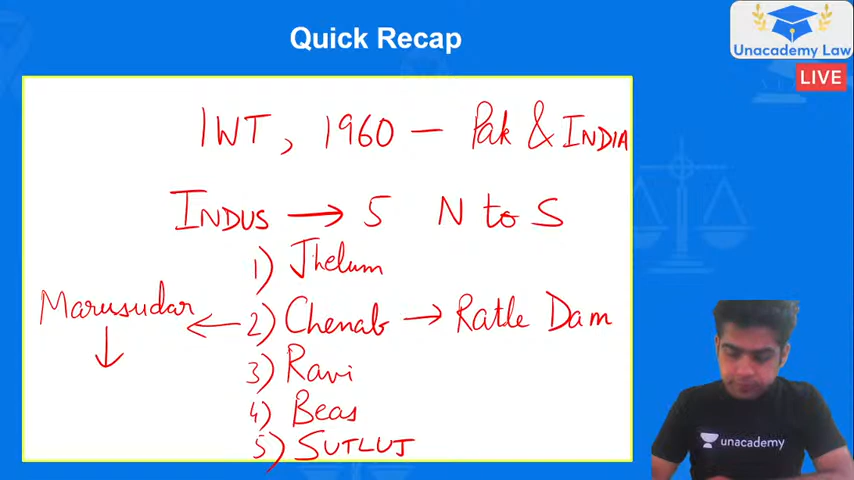 Quick Recap
Unacademy Law
LIVE
IWT, 1960 — Pak & INDIA
INDUS → 5 N to S
1) Jhelum
Marusudar ← 2) Chenab → Ratle Dam
↓
3) Ravi
4) Beas
5) SUTLUJ
unacademy